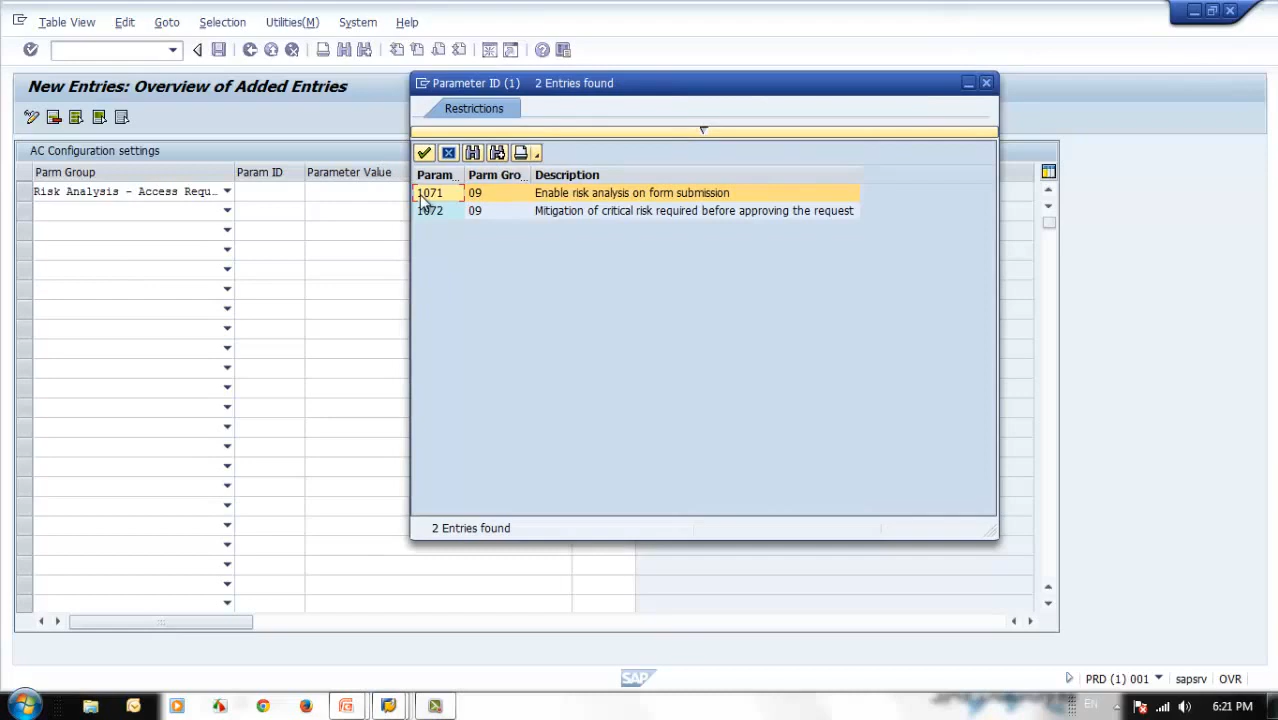 Table View Edit Goto Selection Utilities(M) System Help
New Entries: Overview of Added Entries
AC Configuration settings
Parm Group Param ID Parameter Value
Risk Analysis - Access Requ...
Parameter ID (1) 2 Entries found
Restrictions
Param... Parm Gro... Description
1071 09 Enable risk analysis on form submission
1072 09 Mitigation of critical risk required before approving the request
2 Entries found
SAP
PRD (1) 001 sapsrv OVR
EN 6:21 PM